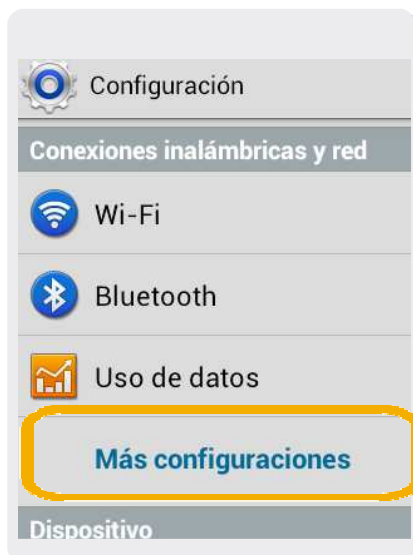 Configuración
Conexiones inalámbricas y red
Wi-Fi
Bluetooth
Uso de datos
Más configuraciones
Dispositivo